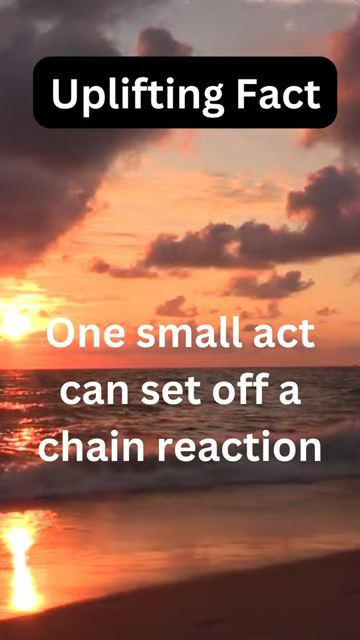 Uplifting Fact
One small act
can set off a
chain reaction